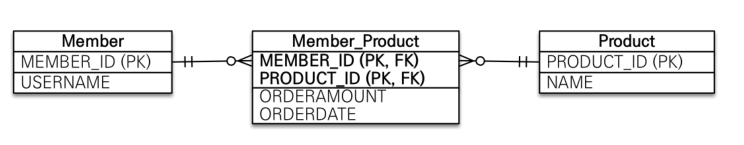 Member
MEMBER_ID (PK)
USERNAME
Member_Product
MEMBER_ID (PK, FK)
PRODUCT_ID (PK, FK)
ORDERAMOUNT
ORDERDATE
Product
PRODUCT_ID (PK)
NAME